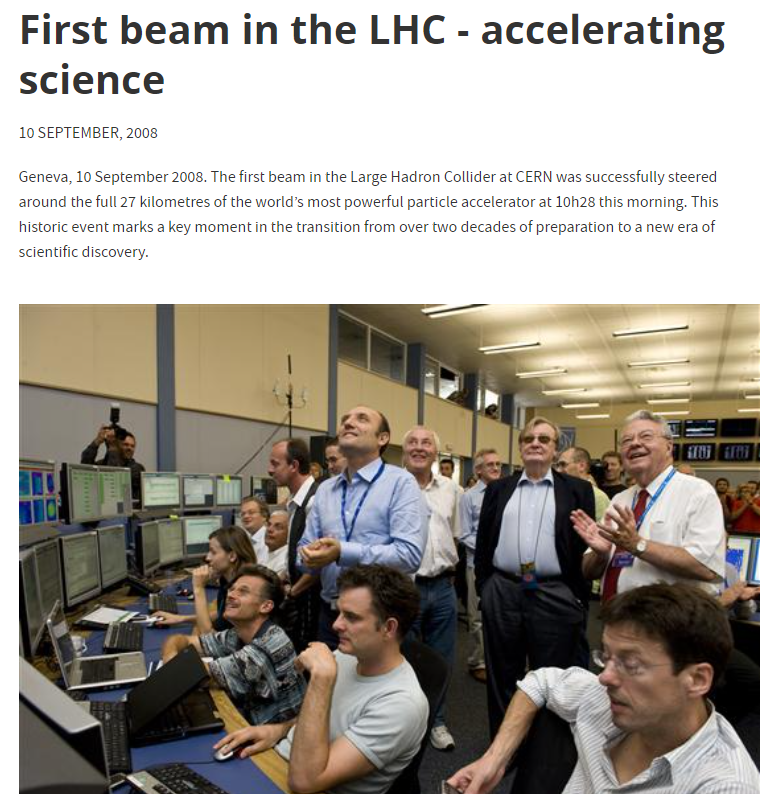 First beam in the LHC - accelerating
science
10 SEPTEMBER, 2008
Geneva, 10 September 2008. The first beam in the Large Hadron Collider at CERN was successfully steered
around the full 27 kilometres of the world’s most powerful particle accelerator at 10h28 this morning. This
historic event marks a key moment in the transition from over two decades of preparation to a new era of
scientific discovery.